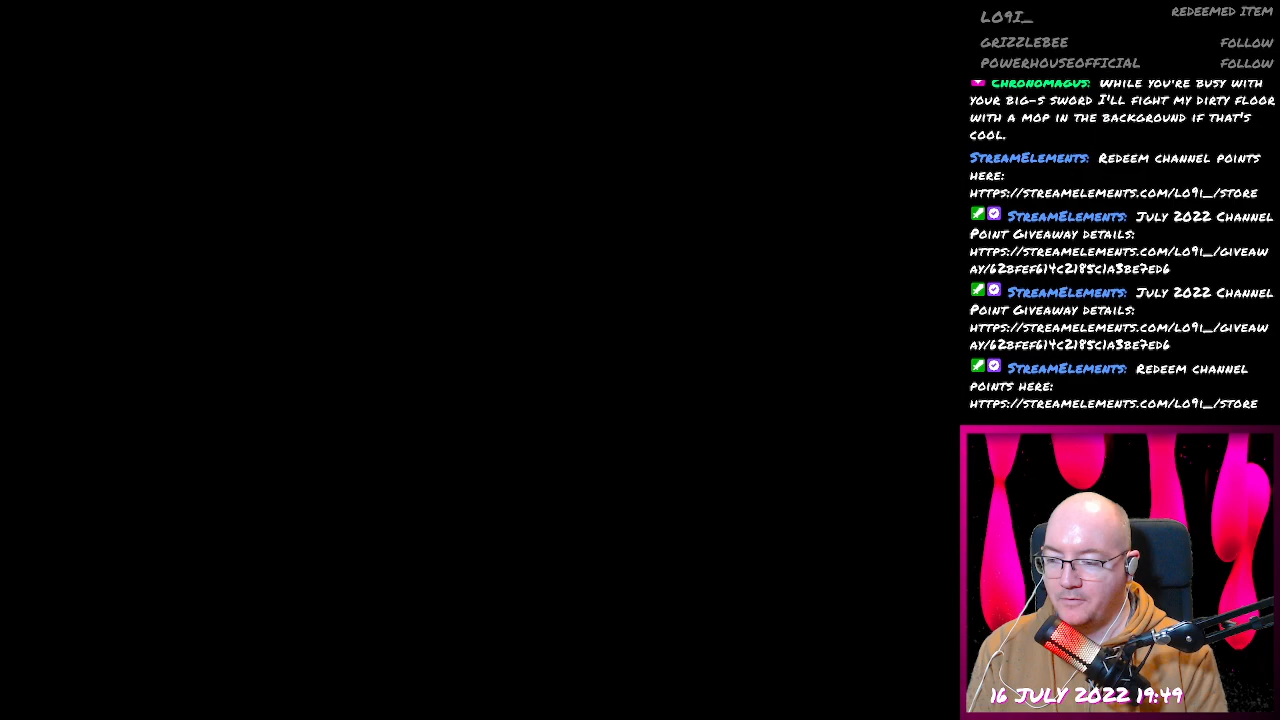 LO9I_ REDEEMED ITEM
GRIZZLEBEE FOLLOW
POWERHOUSEOFFICIAL FOLLOW
CHRONOMAGUS: WHILE YOU'RE BUSY WITH
YOUR BIG-S SWORD I'LL FIGHT MY DIRTY FLOOR
WITH A MOP IN THE BACKGROUND IF THAT'S
COOL.
STREAMELEMENTS: REDEEM CHANNEL POINTS
HERE:
HTTPS://STREAMELEMENTS.COM/LO9I_/STORE
STREAMELEMENTS: JULY 2022 CHANNEL
POINT GIVEAWAY DETAILS:
HTTPS://STREAMELEMENTS.COM/LO9I_/GIVEAW
AY/62BFEF614C2185C1A3BE7ED6
STREAMELEMENTS: JULY 2022 CHANNEL
POINT GIVEAWAY DETAILS:
HTTPS://STREAMELEMENTS.COM/LO9I_/GIVEAW
AY/62BFEF614C2185C1A3BE7ED6
STREAMELEMENTS: REDEEM CHANNEL
POINTS HERE:
HTTPS://STREAMELEMENTS.COM/LO9I_/STORE
16 JULY 2022 19:49